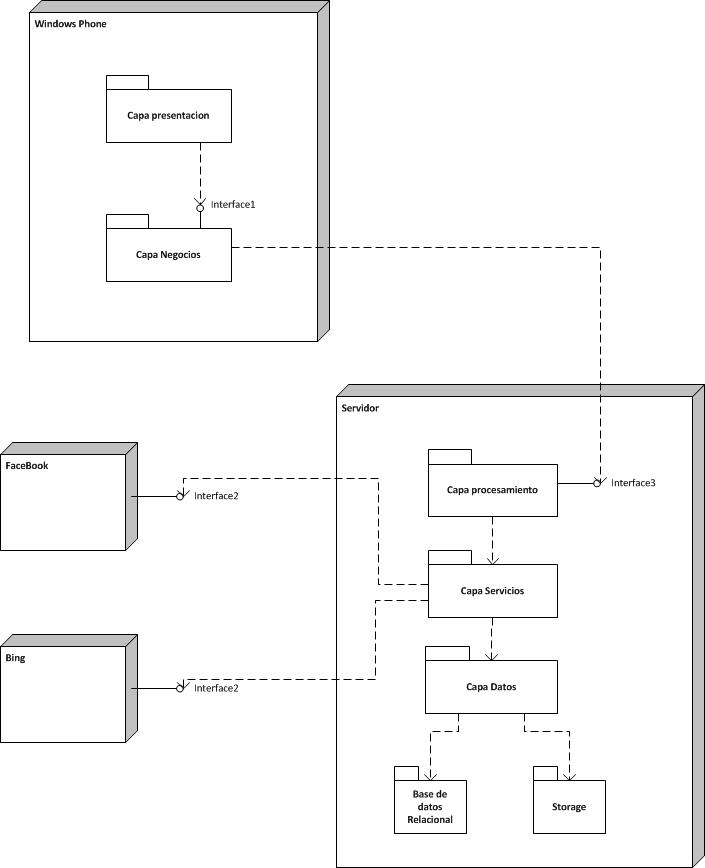 Windows Phone
Capa presentacion
Interface1
Capa Negocios
Servidor
FaceBook
Interface2
Capa procesamiento
Interface3
Capa Servicios
Bing
Interface2
Capa Datos
Base de
datos
Relacional
Storage